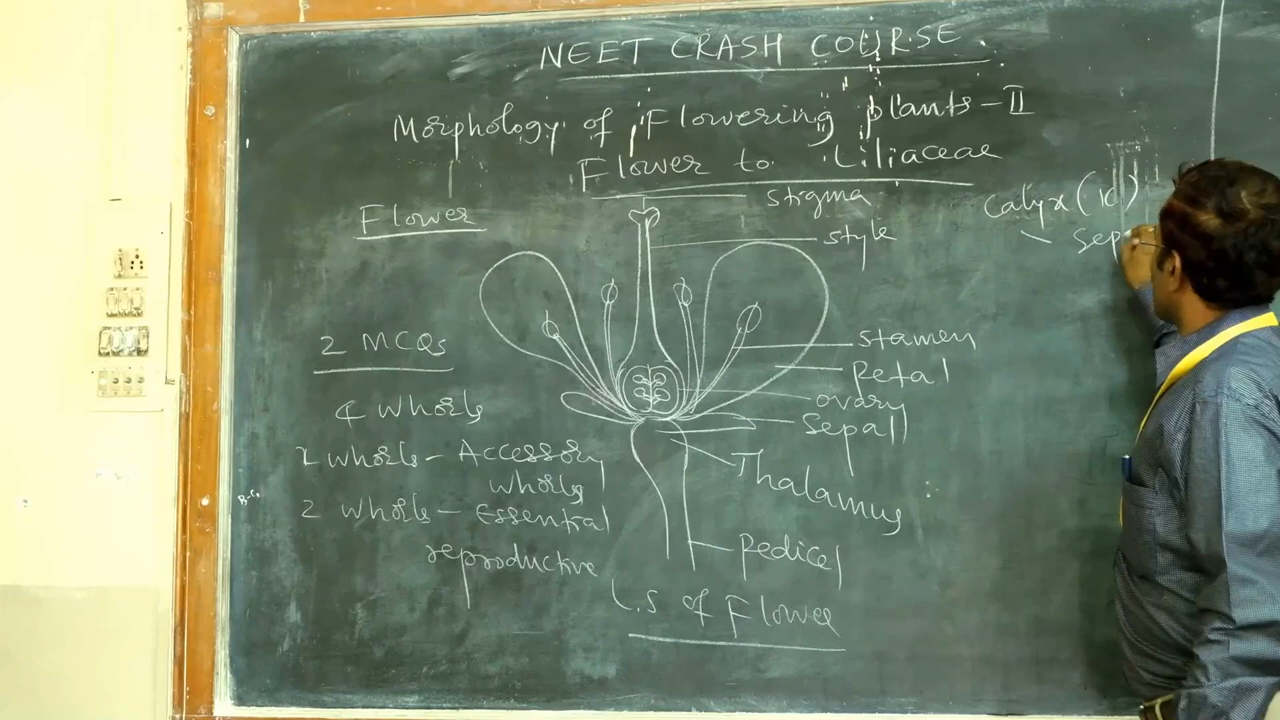 NEET CRASH COURSE
Morphology of Flowering plants-II
Flower to Liliaceae
Flower
stigma
style
Calyx (K)
Sep
2 MCQs
4 whorls
2 whorls - Accessory
whorls
2 whorls - Essential
reproductive
stamen
Petal
ovary
Sepal
Thalamus
Pedicel
L.S of Flower